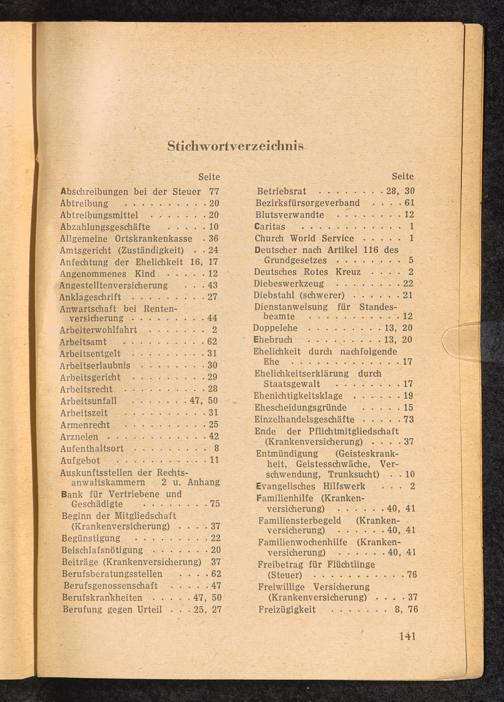 Stichwortverzeichnis
Seite
Abschreibungen bei der Steuer 77
Abtreibung . . . . . . . . . 20
Abtreibungsmittel . . . . . . . 20
Abzahlungsgeschäfte . . . . . . 10
Allgemeine Ortskrankenkasse . . 36
Amtsgericht (Zuständigkeit) . . 24
Anfechtung der Ehelichkeit 16, 17
Angenommenes Kind . . . . . 12
Angestelltenversicherung . . . 43
Anklageschrift . . . . . . . . 27
Anwartschaft bei Renten-
versicherung . . . . . . . . 44
Arbeiterwohlfahrt . . . . . . . 2
Arbeitsamt . . . . . . . . . . 62
Arbeitsentgelt . . . . . . . . 31
Arbeitserlaubnis . . . . . . . 30
Arbeitsgericht . . . . . . . . 29
Arbeitsrecht . . . . . . . . . 28
Arbeitsunfall . . . . . . . 47, 50
Arbeitszeit . . . . . . . . . 31
Armenrecht . . . . . . . . . 25
Arzneien . . . . . . . . . . 42
Aufenthaltsort . . . . . . . . 8
Aufgebot . . . . . . . . . . 11
Auskunftsstellen der Rechts-
anwaltskammern 2 u. Anhang
Bank für Vertriebene und
Geschädigte . . . . . . . . 75
Beginn der Mitgliedschaft
(Krankenversicherung) . . . . 37
Begünstigung . . . . . . . . 22
Beischlafsnötigung . . . . . . 20
Beiträge (Krankenversicherung) 37
Berufsberatungsstellen . . . . 62
Berufsgenossenschaft . . . . . 47
Berufskrankheiten . . . . . 47, 50
Berufung gegen Urteil . . . 25, 27
Seite
Betriebsrat . . . . . . . . 28, 30
Bezirksfürsorgeverband . . . . 61
Blutsverwandte . . . . . . . . 12
Caritas . . . . . . . . . . . 1
Church World Service . . . . . 1
Deutscher nach Artikel 116 des
Grundgesetzes . . . . . . . . 5
Deutsches Rotes Kreuz . . . . 2
Diebeswerkzeug . . . . . . . 22
Diebstahl (schwerer) . . . . . . 21
Dienstanweisung für Standes-
beamte . . . . . . . . . . 12
Doppelehe . . . . . . . . 13, 20
Ehebruch . . . . . . . . . 13, 20
Ehelichkeit durch nachfolgende
Ehe . . . . . . . . . . . 17
Ehelichkeitserklärung durch
Staatsgewalt . . . . . . . . 17
Ehenichtigkeitsklage . . . . . 19
Ehescheidungsgründe . . . . . 15
Einzelhandelsgeschäfte . . . . . 73
Ende der Pflichtmitgliedschaft
(Krankenversicherung) . . . . 37
Entmündigung (Geisteskrank-
heit, Geistesschwäche, Ver-
schwendung, Trunksucht) . . 10
Evangelisches Hilfswerk . . . 2
Familienhilfe (Kranken-
versicherung) . . . . . . 40, 41
Familiensterbegeld (Kranken-
versicherung) . . . . . . 40, 41
Familienwochenhilfe (Kranken-
versicherung) . . . . . . 40, 41
Freibetrag für Flüchtlinge
(Steuer) . . . . . . . . . . 76
Freiwillige Versicherung
(Krankenversicherung) . . . . 37
Freizügigkeit . . . . . . . 8, 76
141